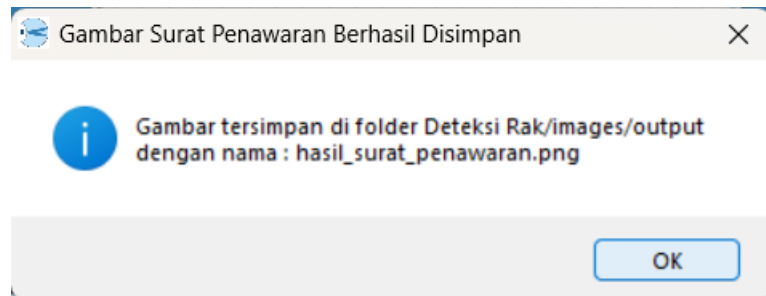 Gambar Surat Penawaran Berhasil Disimpan
Gambar tersimpan di folder Deteksi Rak/images/output
dengan nama : hasil_surat_penawaran.png
OK